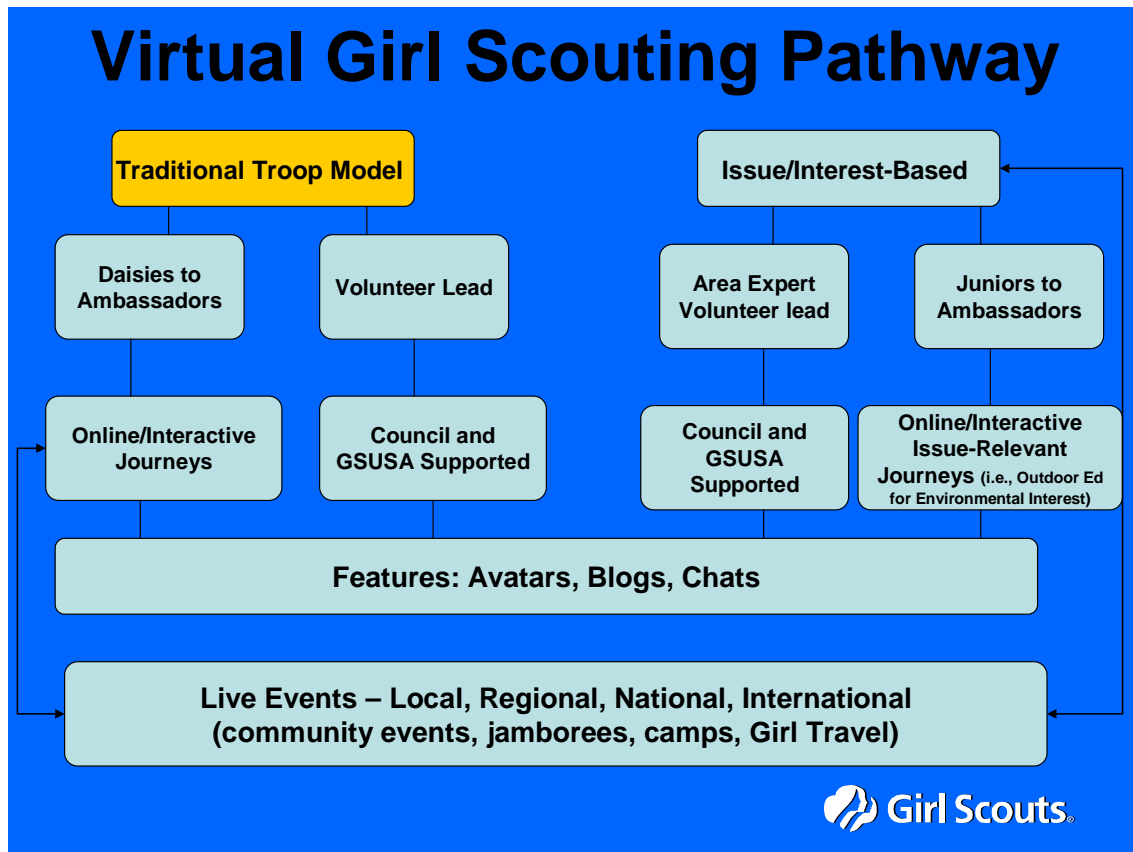 Virtual Girl Scouting Pathway
Traditional Troop Model
Issue/Interest-Based
Daisies to
Ambassadors
Volunteer Lead
Area Expert
Volunteer lead
Juniors to
Ambassadors
Online/Interactive
Journeys
Council and
GSUSA Supported
Council and
GSUSA
Supported
Online/Interactive
Issue-Relevant
Journeys (i.e., Outdoor Ed
for Environmental Interest)
Features: Avatars, Blogs, Chats
Live Events – Local, Regional, National, International
(community events, jamborees, camps, Girl Travel)
Girl Scouts®